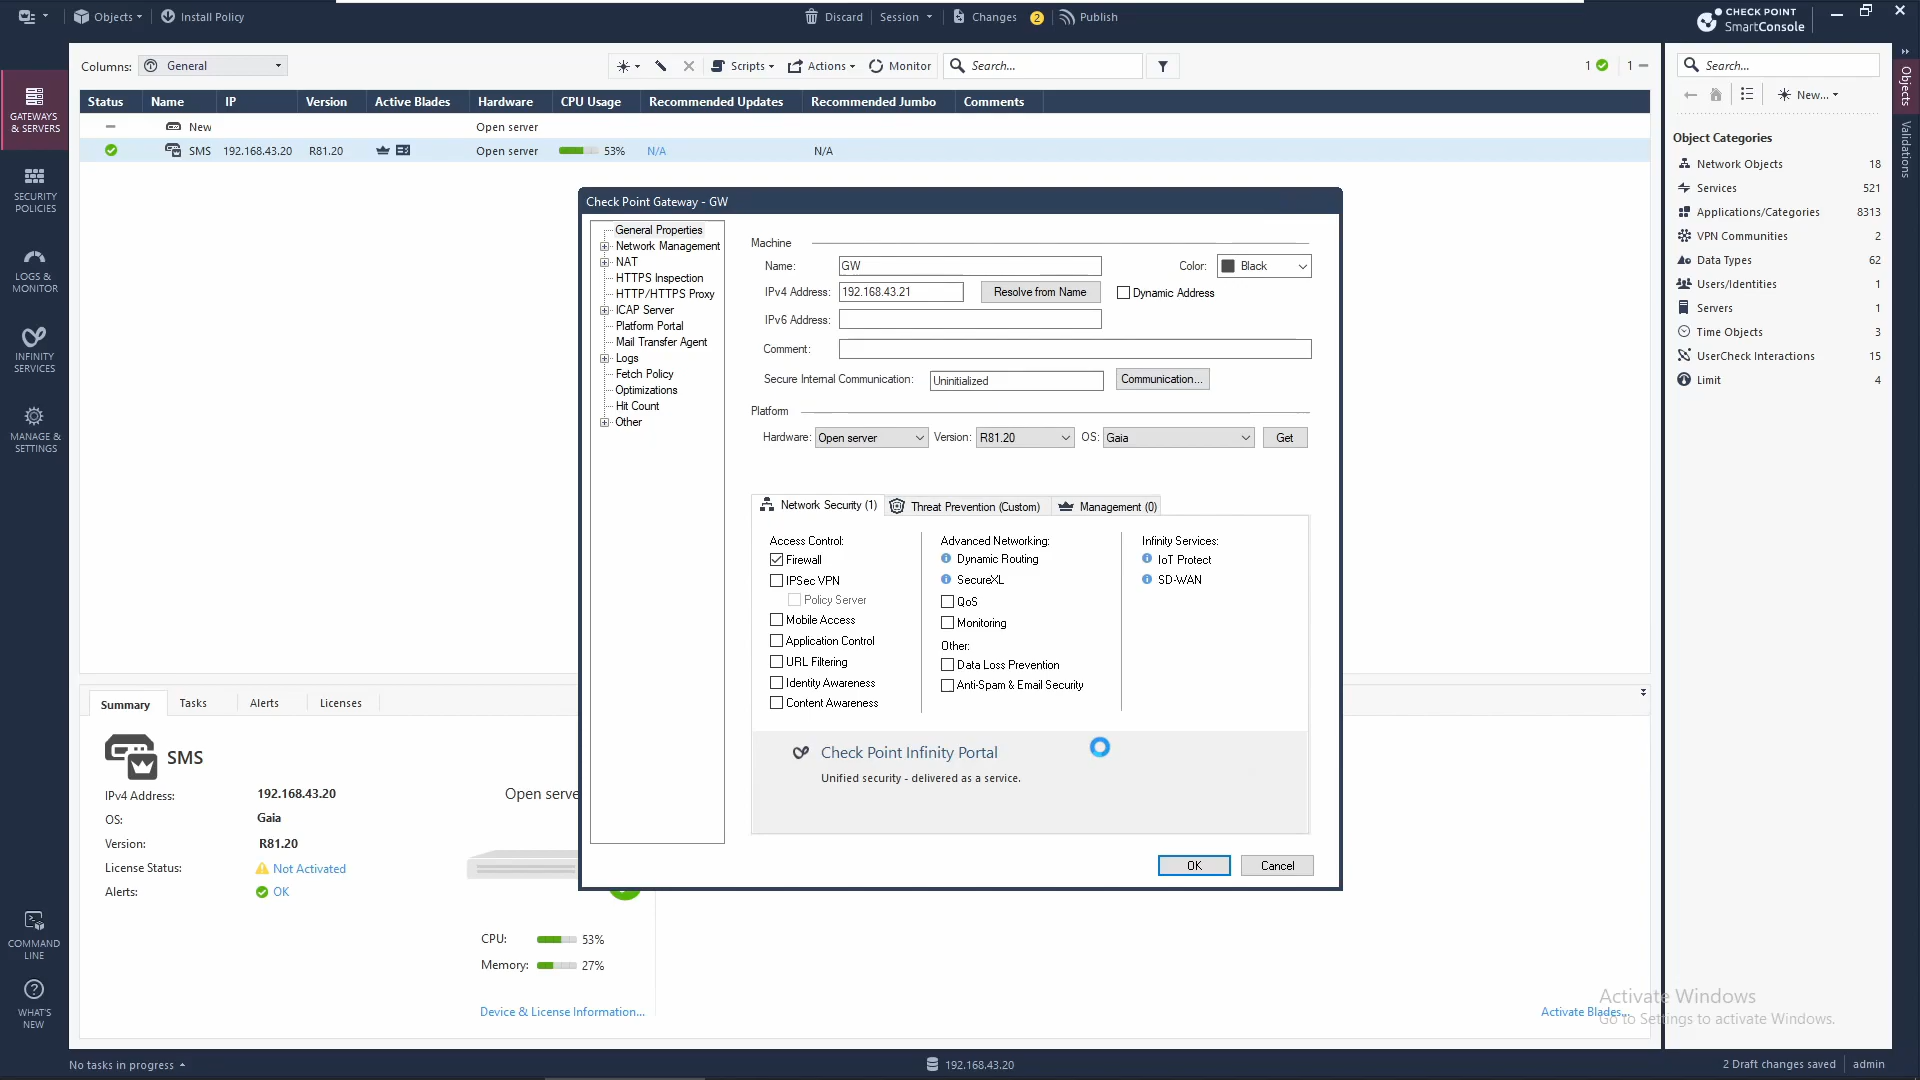 Objects
Install Policy
Discard
Session
Changes
2
Publish
CHECK POINT
SmartConsole
GATEWAYS
& SERVERS
SECURITY
POLICIES
LOGS &
MONITOR
INFINITY
SERVICES
MANAGE &
SETTINGS
COMMAND
LINE
WHAT'S
NEW
Columns:
General
Scripts
Actions
Monitor
Search...
1
1
Status
Name
IP
Version
Active Blades
Hardware
CPU Usage
Recommended Updates
Recommended Jumbo
Comments
New
Open server
SMS
192.168.43.20
R81.20
Open server
53%
N/A
N/A
Check Point Gateway - GW
General Properties
Network Management
NAT
HTTPS Inspection
HTTP/HTTPS Proxy
ICAP Server
Platform Portal
Mail Transfer Agent
Logs
Fetch Policy
Optimizations
Hit Count
Other
Machine
Name:
GW
Color:
Black
IPv4 Address:
192.168.43.21
Resolve from Name
Dynamic Address
IPv6 Address:
Comment:
Secure Internal Communication:
Uninitialized
Communication...
Platform
Hardware:
Open server
Version:
R81.20
OS:
Gaia
Get
Network Security (1)
Threat Prevention (Custom)
Management (0)
Access Control:
Firewall
IPSec VPN
Policy Server
Mobile Access
Application Control
URL Filtering
Identity Awareness
Content Awareness
Advanced Networking:
Dynamic Routing
SecureXL
QoS
Monitoring
Other:
Data Loss Prevention
Anti-Spam & Email Security
Infinity Services:
IoT Protect
SD-WAN
Check Point Infinity Portal
Unified security - delivered as a service.
OK
Cancel
Summary
Tasks
Alerts
Licenses
SMS
IPv4 Address:
192.168.43.20
OS:
Gaia
Version:
R81.20
License Status:
Not Activated
Alerts:
OK
Open serve
CPU:
53%
Memory:
27%
Device & License Information...
Activate Blades...
Search...
New...
Object Categories
Network Objects 18
Services 521
Applications/Categories 8313
VPN Communities 2
Data Types 62
Users/Identities 1
Servers 1
Time Objects 3
UserCheck Interactions 15
Limit 4
Objects
Validations
Activate Windows
Go to Settings to activate Windows.
No tasks in progress
192.168.43.20
2 Draft changes saved
admin